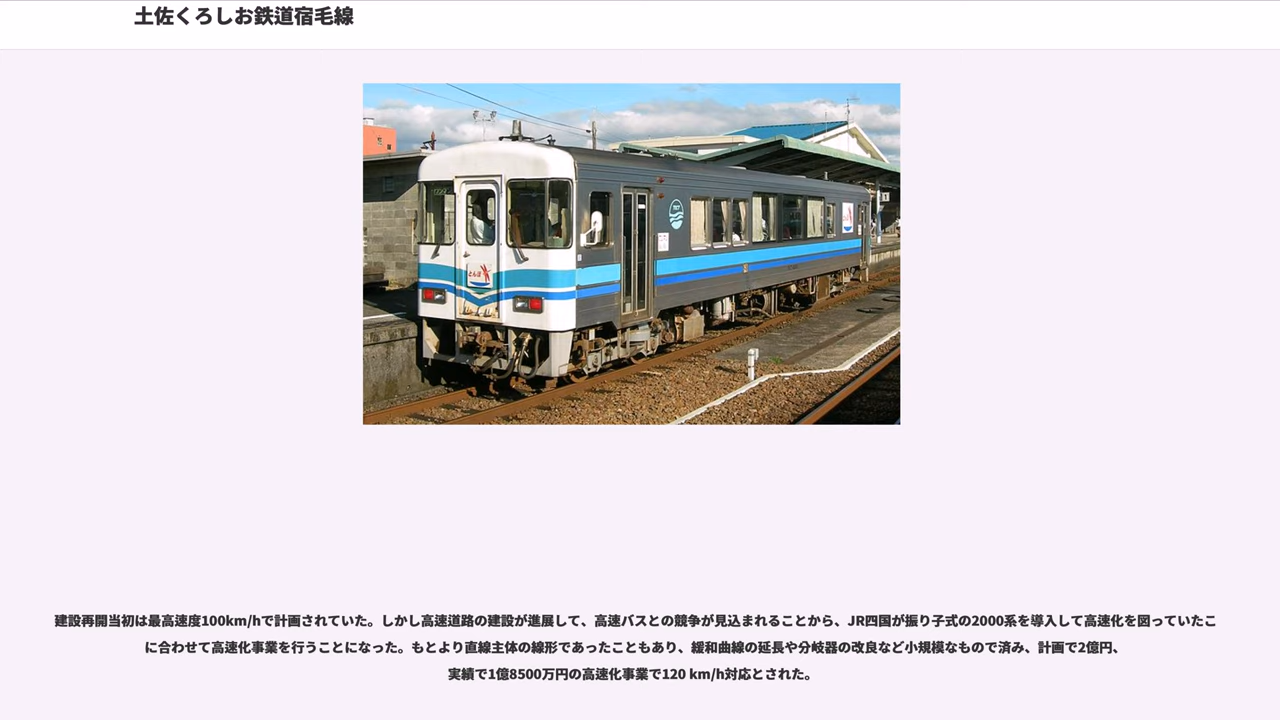 土佐くろしお鉄道宿毛線
とんぼ
建設再開当初は最高速度100km/hで計画されていた。しかし高速道路の建設が進展して、高速バスとの競争が見込まれることから、JR四国が振り子式の2000系を導入して高速化を図っていたこ
に合わせて高速化事業を行うことになった。もとより直線主体の線形であったこともあり、緩和曲線の延長や分岐器の改良など小規模なもので済み、計画で2億円、
実績で1億8500万円の高速化事業で120 km/h対応とされた。